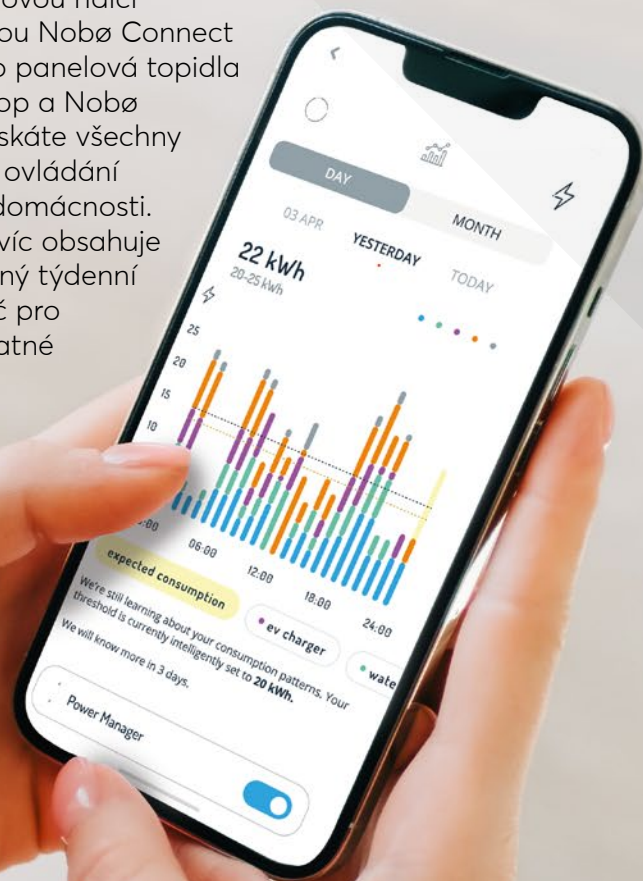 ou Nobø Connect
panelová topidla
op a Nobø
skáte všechny
ovládání
domácnosti.
víc obsahuje
ný týdenní
č pro
atné
DAY
MONTH
03 APR
YESTERDAY
TODAY
22 kWh
20-25 kWh
25
20
15
10
06:00
12:00
18:00
24:00
expected consumption
ev charger
wate
We're still learning about your consumption patterns. Your
threshold is currently intelligently set to 20 kWh.
We will know more in 3 days.
Power Manager